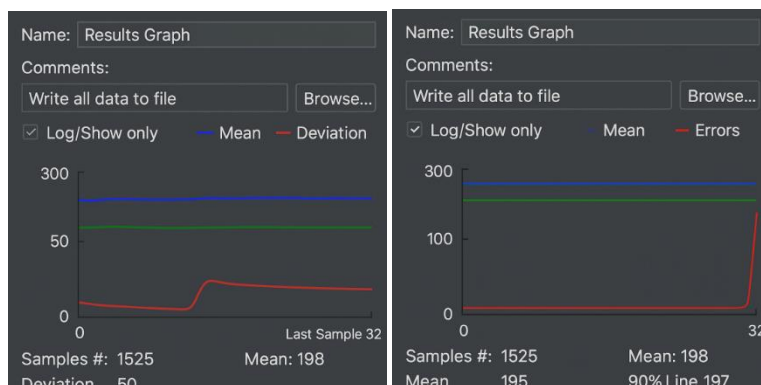 Name: Results Graph
Comments:
Write all data to file Browse...
Log/Show only Mean Deviation
300
50
0
0 Last Sample 32
Samples #: 1525 Mean: 198
Deviation 50
Name: Results Graph
Comments:
Write all data to file Browse...
Log/Show only Mean Errors
300
100
0
0 32
Samples #: 1525 Mean: 198
Mean 195 90% Line 197